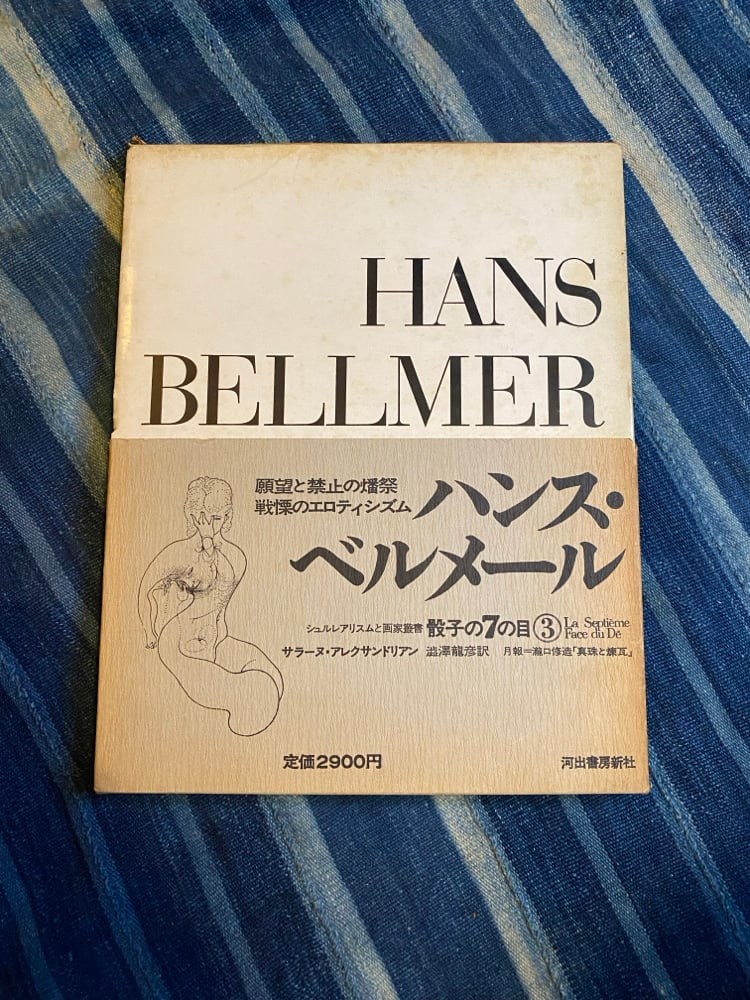 HANS
BELLMER
願望と禁止の燔祭
戦慄のエロティシズム
ハンス・
ベルメール
シュルレアリスムと画家叢書 骰子の7の目 ③ La Septième
Face du Dé
サラーヌ・アレクサンドリアン 澁澤龍彦訳 月報=瀧口修造「真珠と煉瓦」
定価2900円
河出書房新社